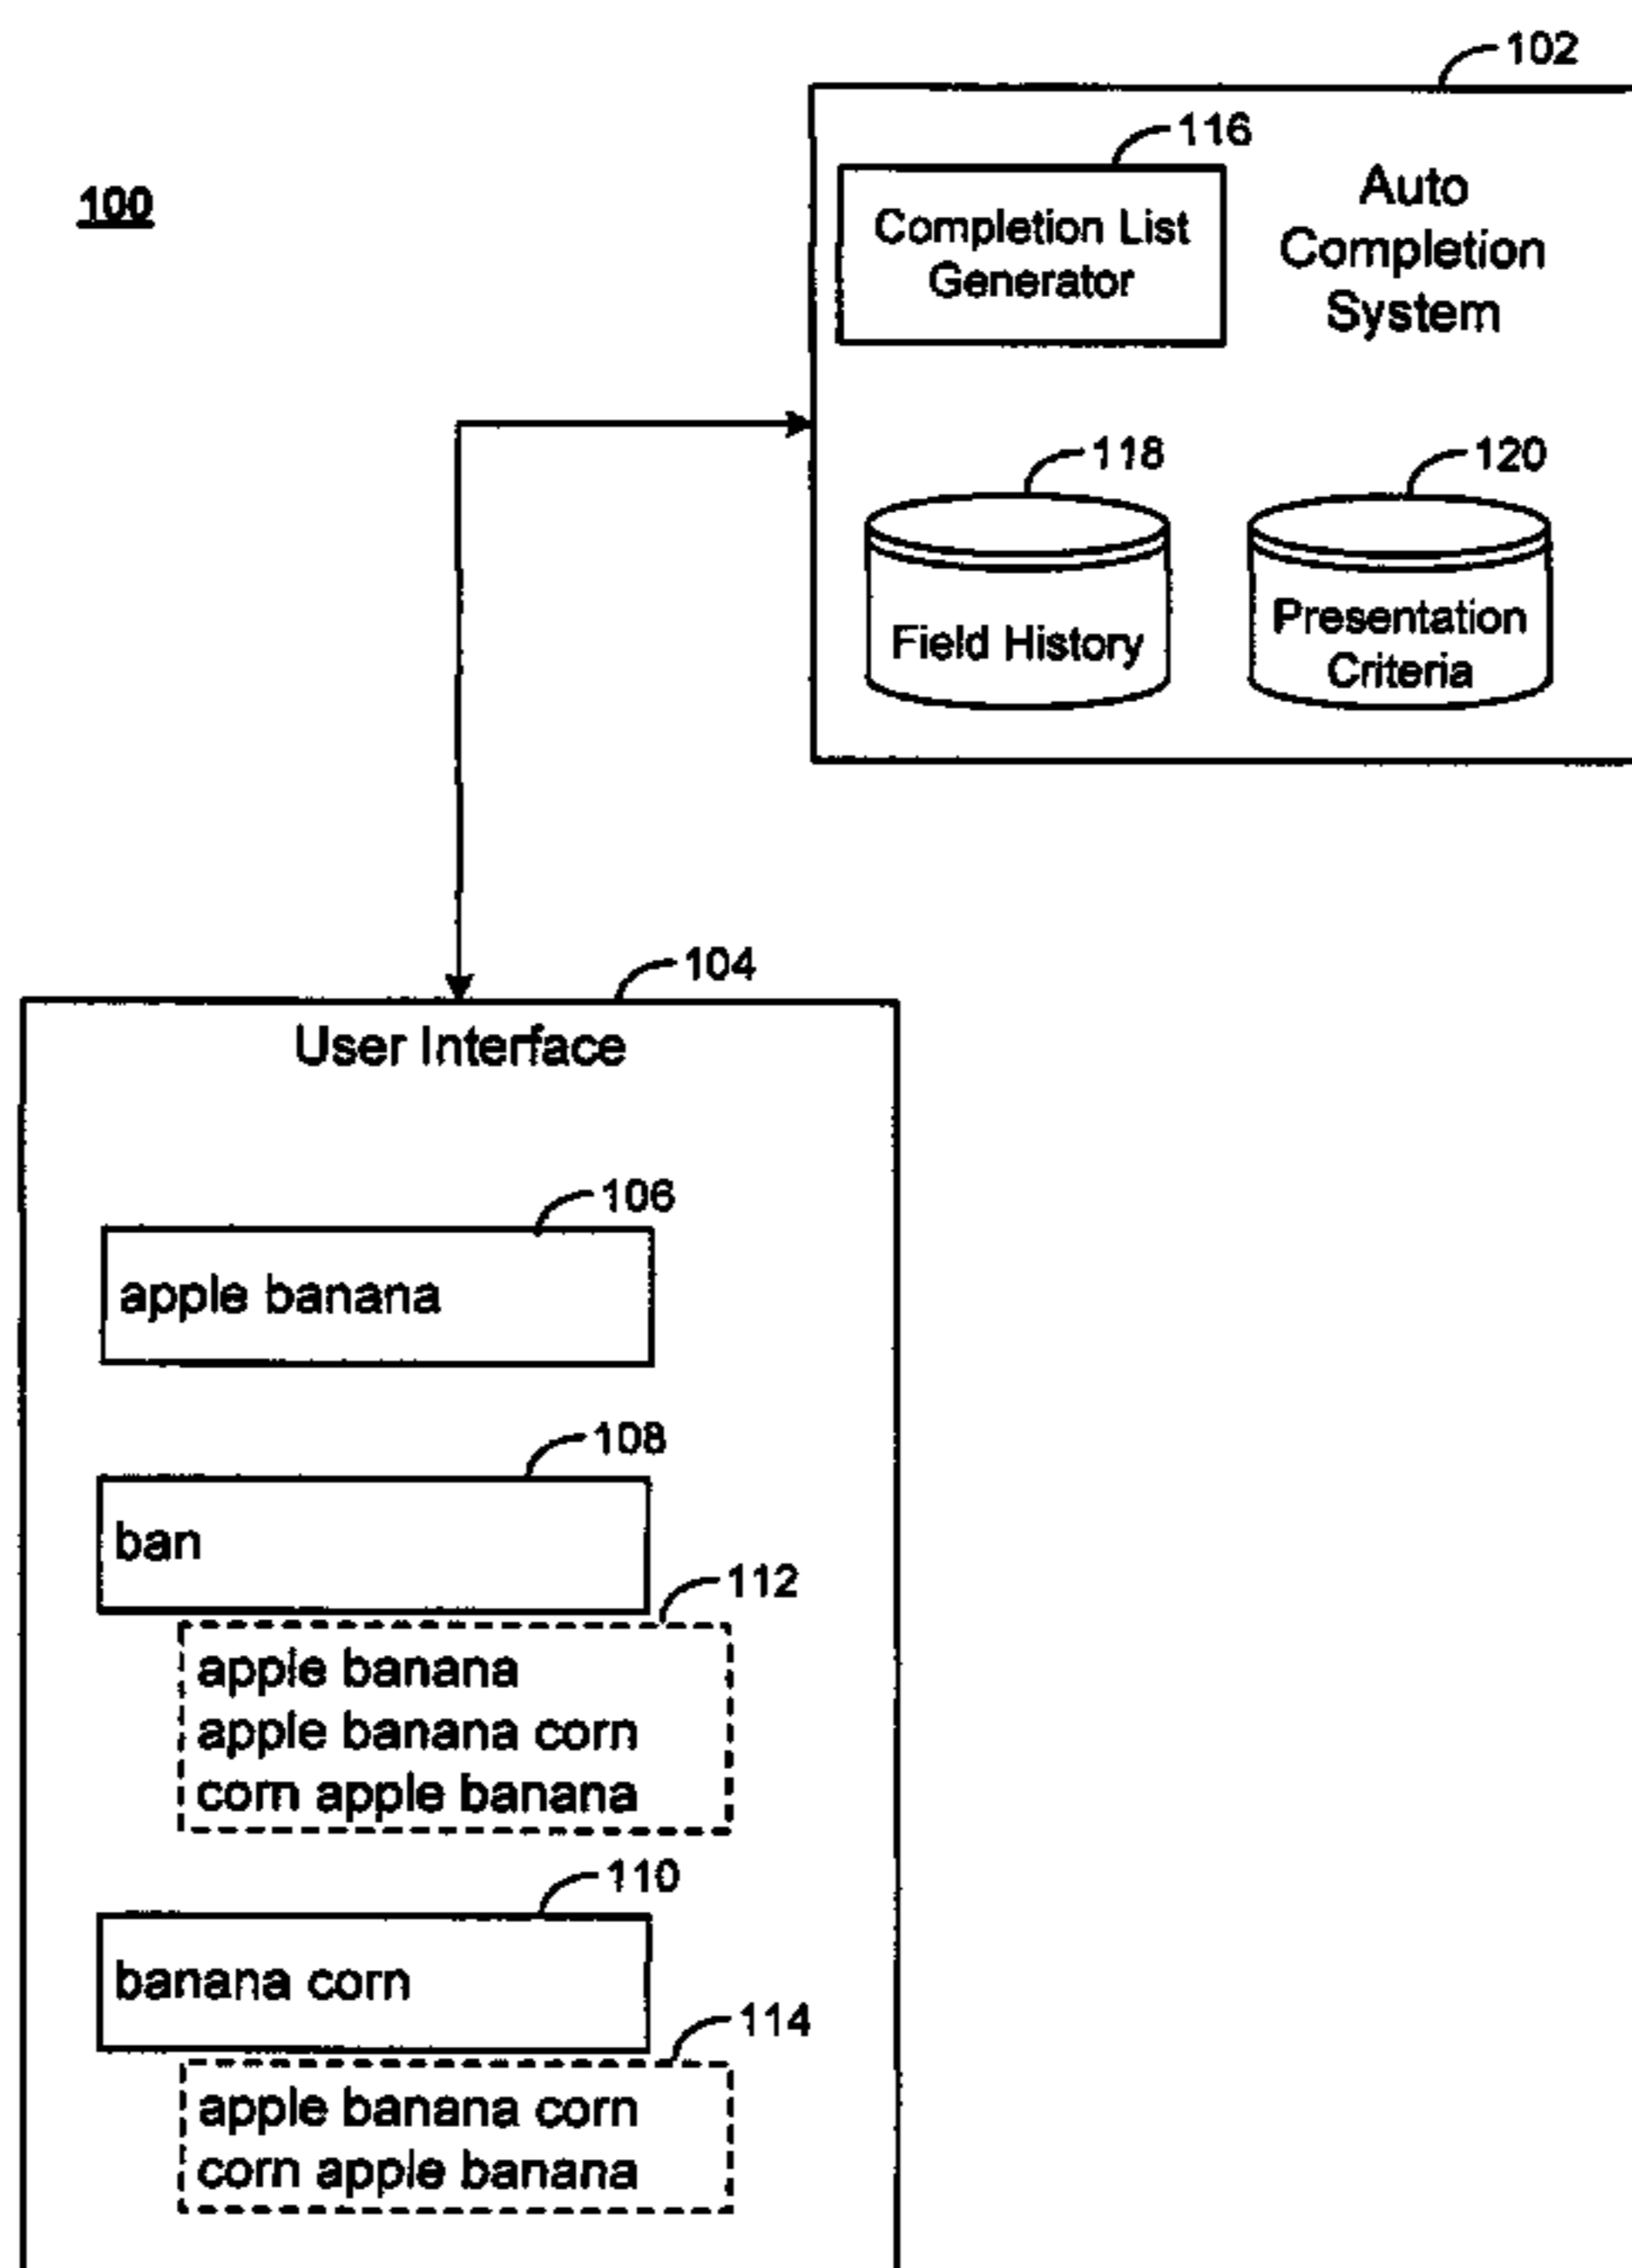 102
116
100
Auto
Completion
System
Completion List
Generator
118
120
Field History
Presentation
Criteria
104
User Interface
106
apple banana
108
ban
112
apple banana
apple banana corn
corn apple banana
110
banana corn
114
apple banana corn
corn apple banana